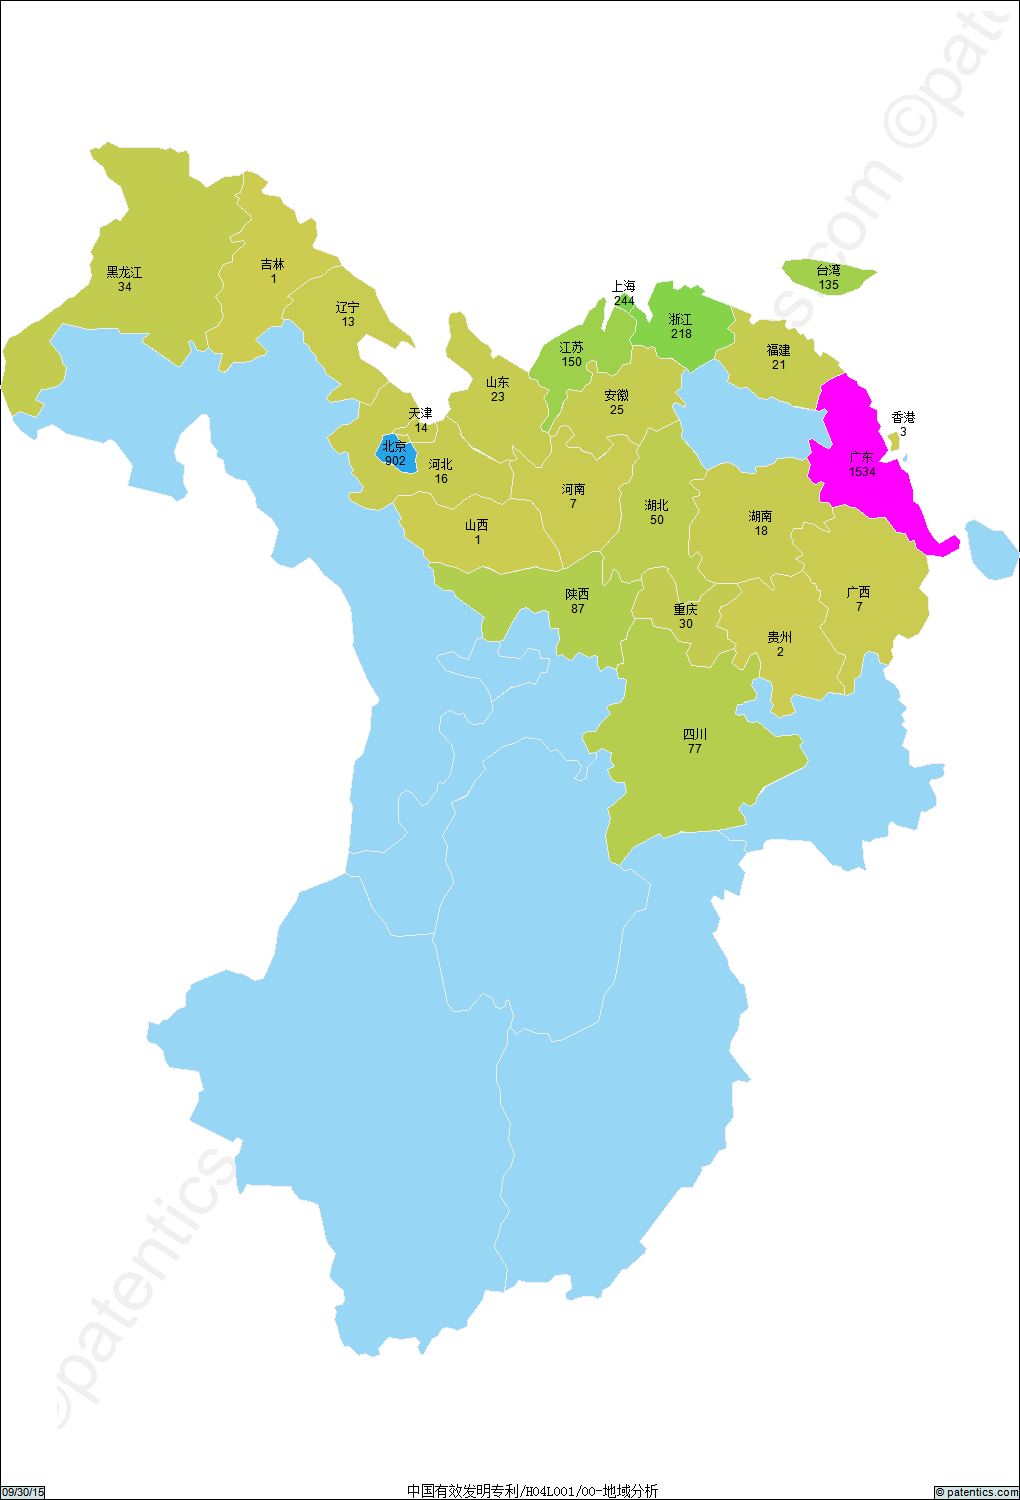 ©patentics.com ©pate
黑龙江
34
吉林
1
辽宁
13
台湾
135
上海
244
浙江
218
江苏
150
福建
21
山东
23
安徽
25
天津
14
香港
3
北京
902
河北
16
广东
1534
河南
7
湖北
50
湖南
18
山西
1
陕西
87
重庆
30
广西
7
贵州
2
四川
77
09/30/15
中国有效发明专利/H04L001/00-地域分析
© patentics.com